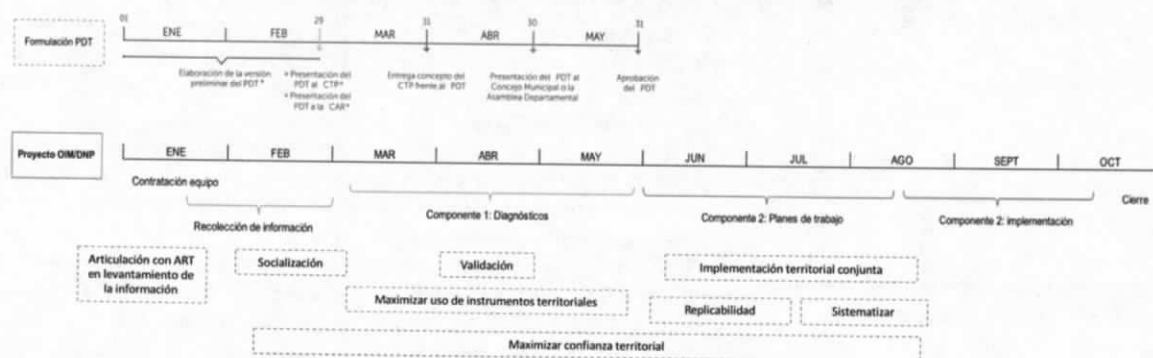 01 29 31 30 31
Formulación PDT
ENE FEB MAR ABR MAY
Elaboración de la versión
preliminar del PDT *
+ Presentación del
PDT al CTP*
+ Presentación del
PDT a la CAR*
Entrega concepto del
CTP frente al PDT
Presentación del PDT al
Concejo Municipal o la
Asamblea Departamental
Aprobación
del PDT
Proyecto OIM/DNP
ENE FEB MAR ABR MAY JUN JUL AGO SEPT OCT
Contratación equipo
Recolección de información
Componente 1: Diagnósticos
Componente 2: Planes de trabajo
Componente 2: implementación
Cierre
Articulación con ART
en levantamiento de
la información
Socialización
Validación
Implementación territorial conjunta
Maximizar uso de instrumentos territoriales
Replicabilidad
Sistematizar
Maximizar confianza territorial